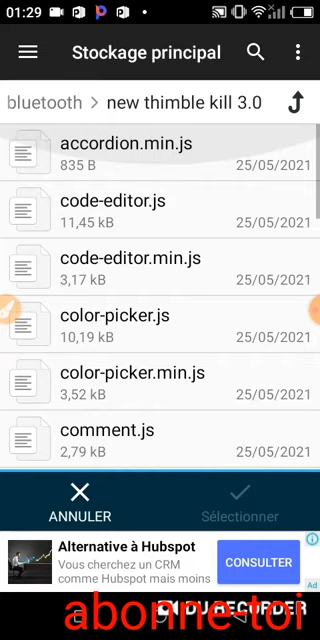 01:29
Stockage principal
bluetooth > new thimble kill 3.0
accordion.min.js
835 B 25/05/2021
code-editor.js
11,45 kB 25/05/2021
code-editor.min.js
3,17 kB 25/05/2021
color-picker.js
10,19 kB 25/05/2021
color-picker.min.js
3,52 kB 25/05/2021
comment.js
2,79 kB 25/05/2021
ANNULER Sélectionner
Alternative à Hubspot
Vous cherchez un CRM
comme Hubspot mais moins
CONSULTER
Ad
DU RECORDER
abonne-toi